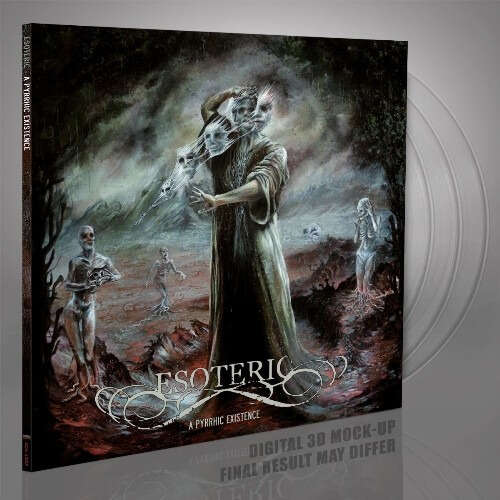 ESOTERIC - A PYRRHIC EXISTENCE
ESOTERIC
A PYRRHIC EXISTENCE
DIGITAL 3D MOCK-UP
FINAL RESULT MAY DIFFER